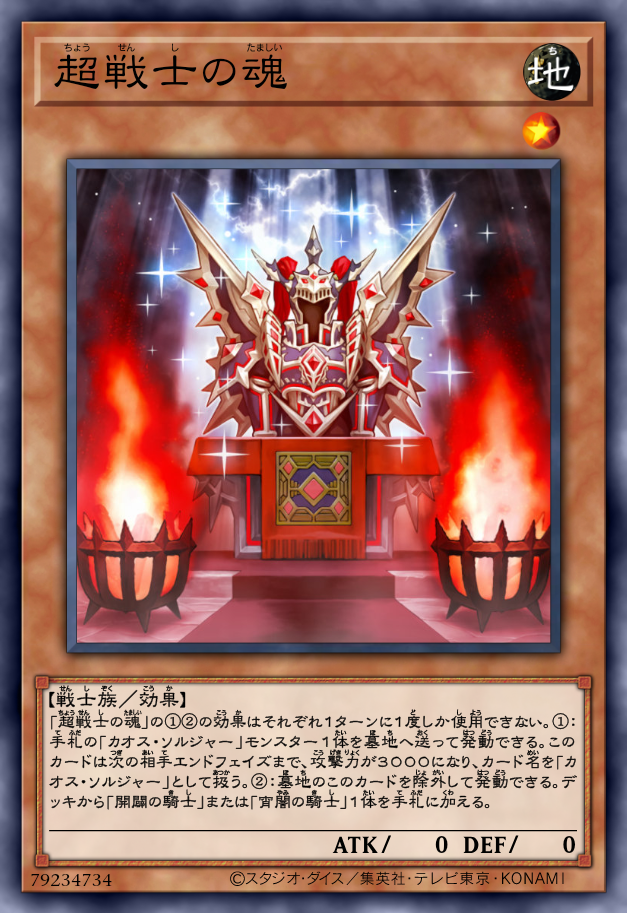 超戦士の魂
地
【戦士族／効果】
「超戦士の魂」の①②の効果はそれぞれ1ターンに1度しか使用できない。①：
手札の「カオス・ソルジャー」モンスター1体を墓地へ送って発動できる。この
カードは次の相手エンドフェイズまで、攻撃力が3000になり、カード名を「カ
オス・ソルジャー」として扱う。②：墓地のこのカードを除外して発動できる。デ
ッキから「開闢の騎士」または「宵闇の騎士」1体を手札に加える。
ATK/ 0 DEF/ 0
79234734 ©スタジオ・ダイス／集英社・テレビ東京・KONAMI